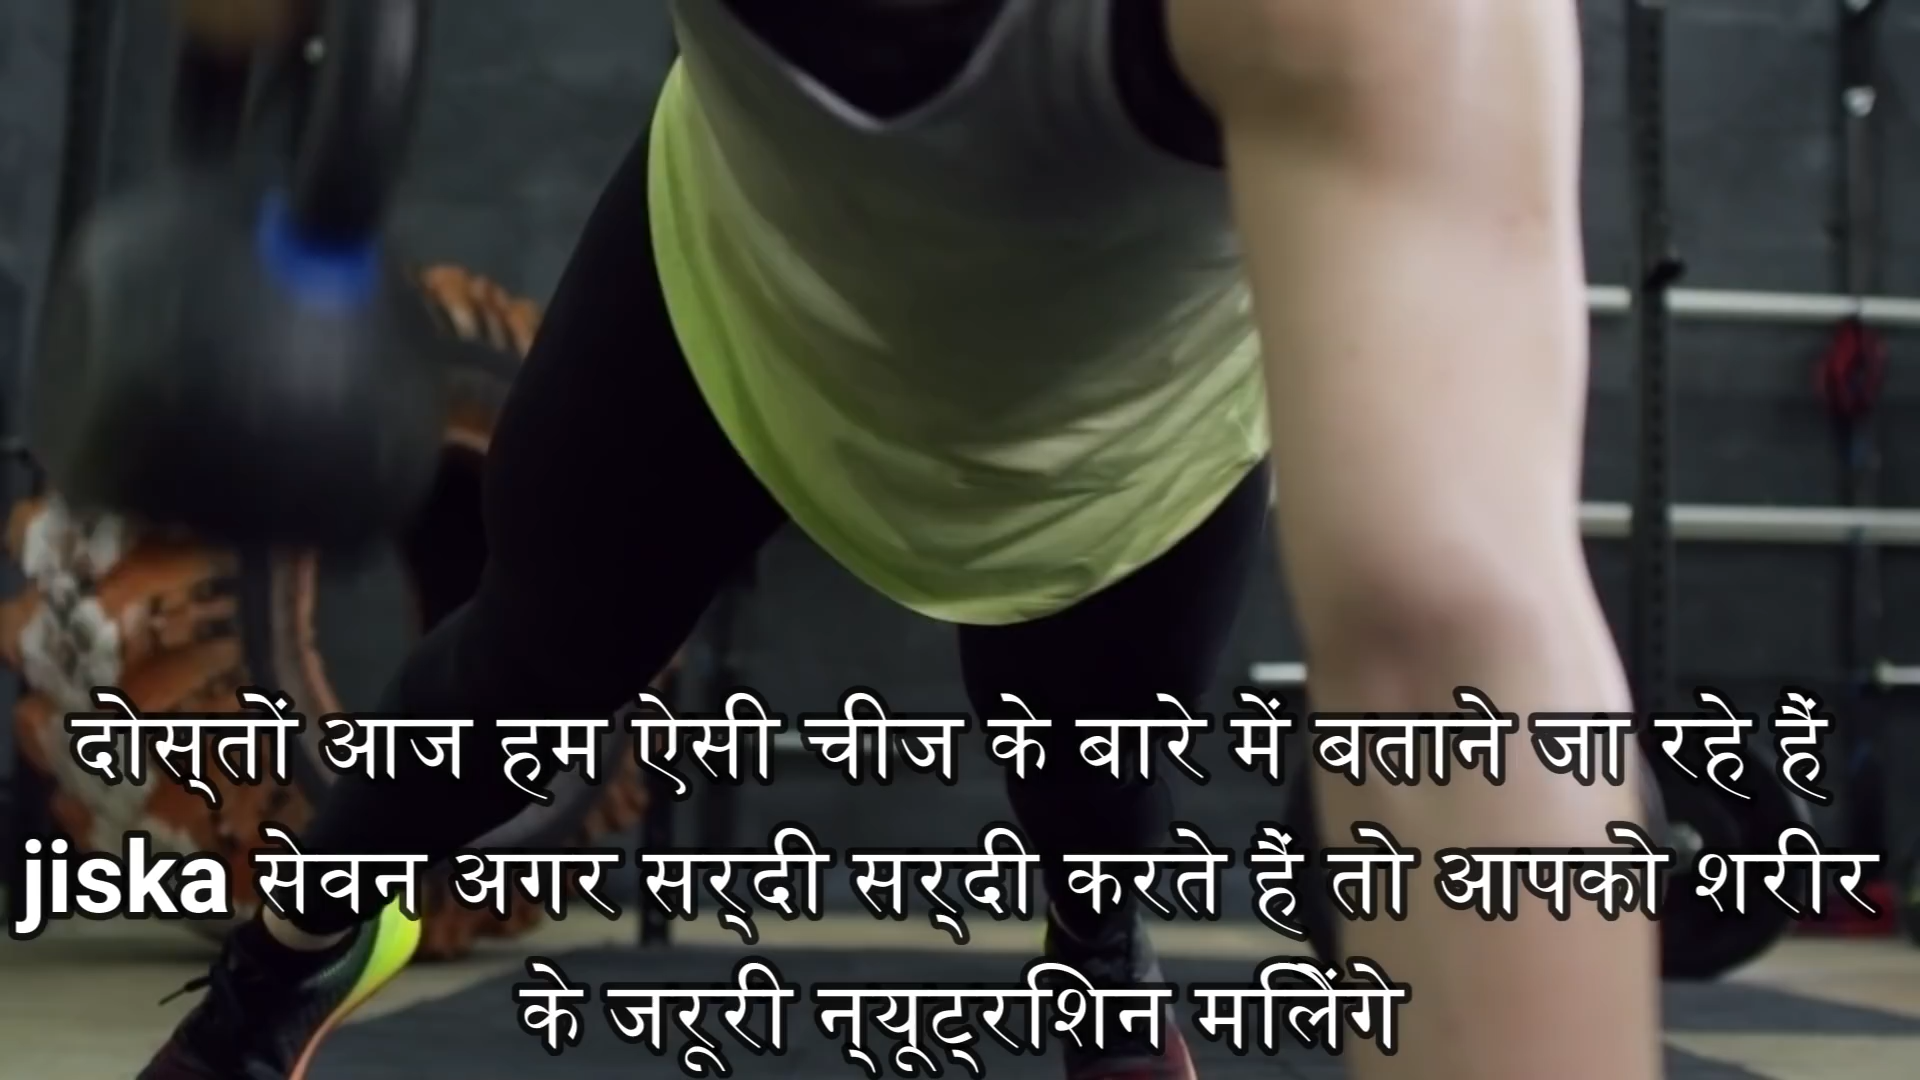 दोस्तों आज हम ऐसी चीज के बारे में बताने जा रहे हैं
jiska सेवन अगर सर्दी सर्दी करते हैं तो आपको शरीर
के जरूरी न्यूट्रशिन मलिंगे